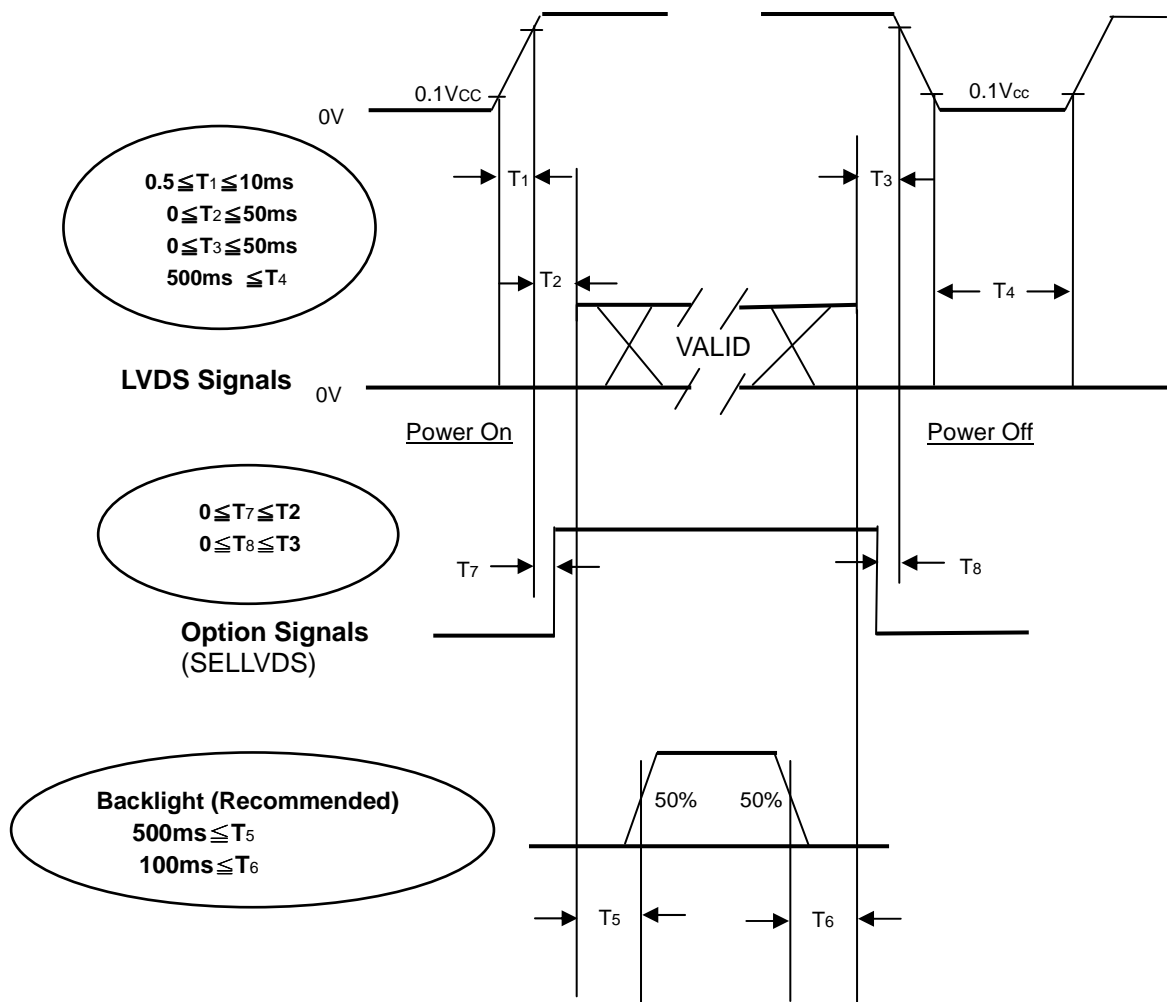 0.1VCC
0.1Vcc
0V
0.5≦T1≦10ms
0≦T2≦50ms
0≦T3≦50ms
500ms ≦T4
T1
T3
T2
T4
VALID
LVDS Signals
0V
Power On
Power Off
0≦T7≦T2
0≦T8≦T3
T7
T8
Option Signals
(SELLVDS)
Backlight (Recommended)
500ms≦T5
100ms≦T6
50%
50%
T5
T6